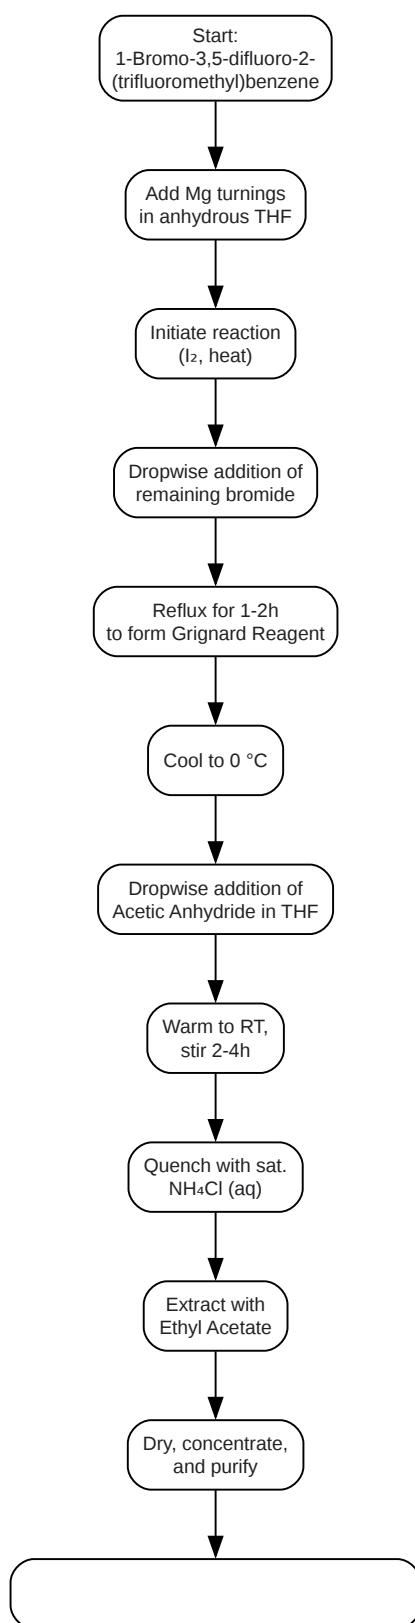 Start:
1-Bromo-3,5-difluoro-2-
(trifluoromethyl)benzene
Add Mg turnings
in anhydrous THF
Initiate reaction
(I₂, heat)
Dropwise addition of
remaining bromide
Reflux for 1-2h
to form Grignard Reagent
Cool to 0 °C
Dropwise addition of
Acetic Anhydride in THF
Warm to RT,
stir 2-4h
Quench with sat.
NH₄Cl (aq)
Extract with
Ethyl Acetate
Dry, concentrate,
and purify